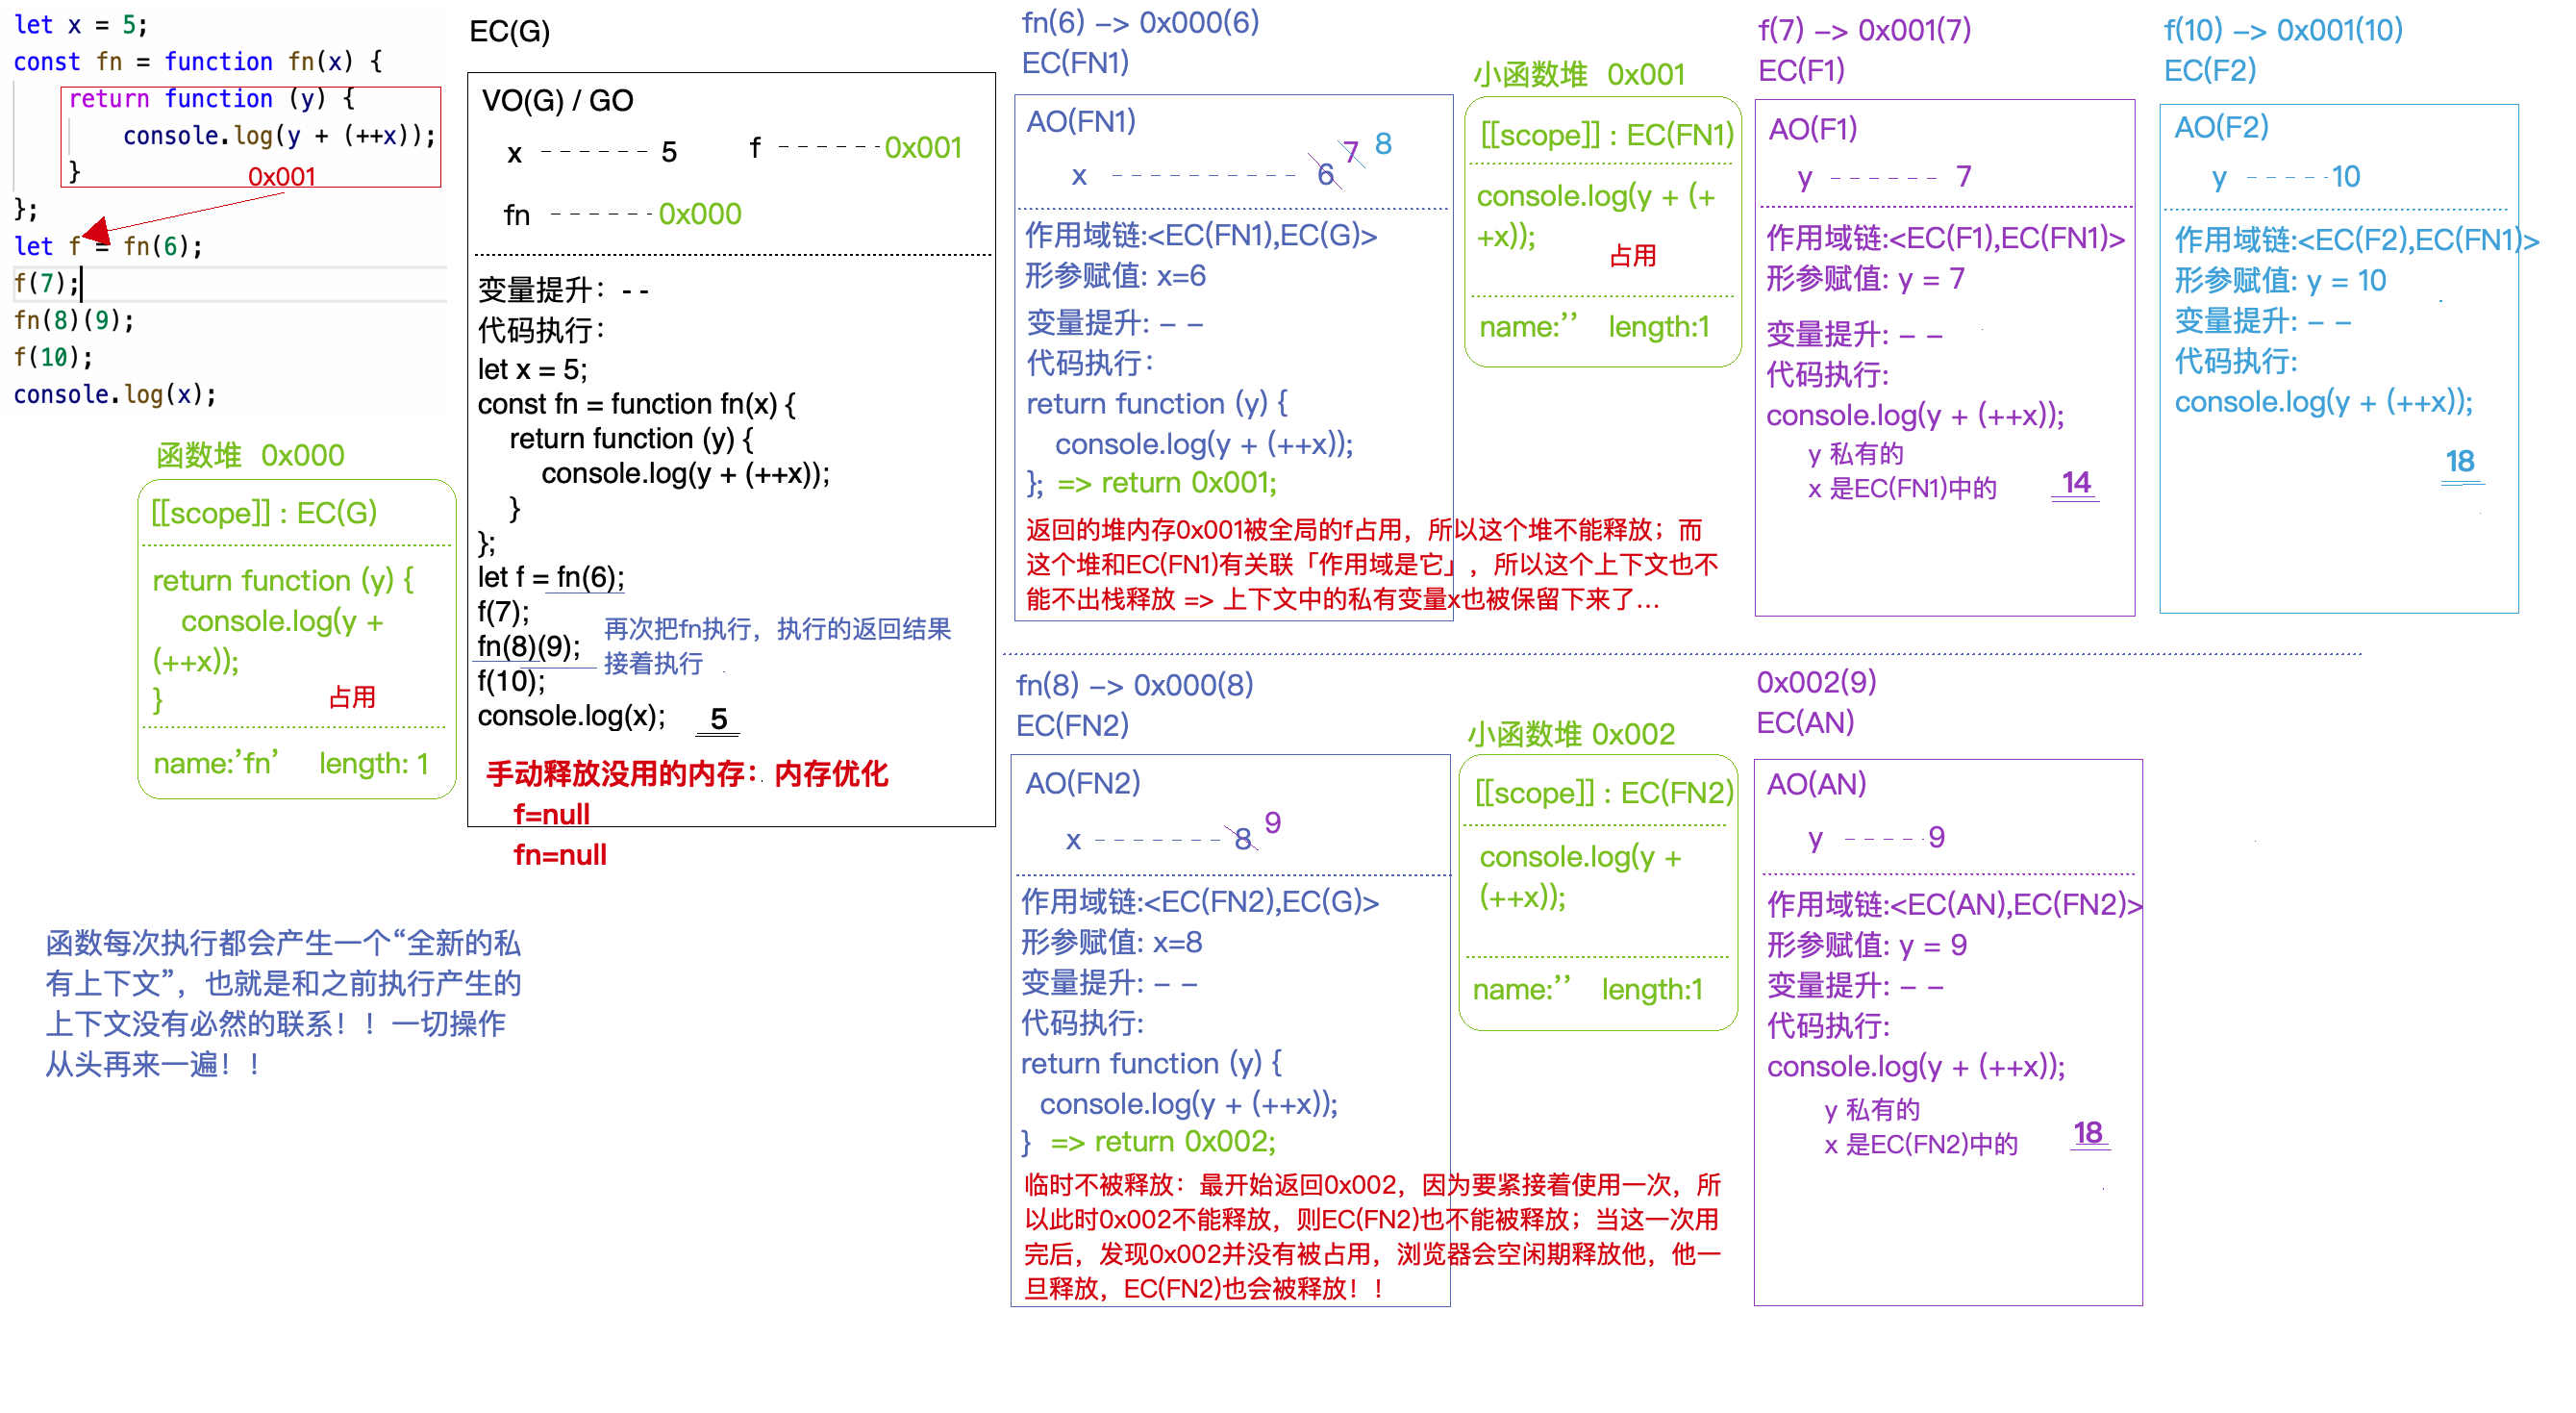 let x = 5;
const fn = function fn(x) {
return function (y) {
console.log(y + (++x));
}
0x001
};
let f = fn(6);
f(7);
fn(8)(9);
f(10);
console.log(x);
函数堆 0x000
[[scope]] : EC(G)
return function (y) {
console.log(y +
(++x));
}
占用
name:’fn’ length: 1
函数每次执行都会产生一个“全新的私
有上下文”，也就是和之前执行产生的
上下文没有必然的联系！！一切操作
从头再来一遍！！
EC(G)
VO(G) / GO
x ------ 5 f ------0x001
fn ------0x000
变量提升：- -
代码执行：
let x = 5;
const fn = function fn(x) {
return function (y) {
console.log(y + (++x));
}
};
let f = fn(6);
f(7);
fn(8)(9);
再次把fn执行，执行的返回结果
接着执行
f(10);
console.log(x); 5
手动释放没用的内存：内存优化
f=null
fn=null
fn(6) –> 0x000(6)
EC(FN1)
AO(FN1)
x ---------- 6 7 8
作用域链:<EC(FN1),EC(G)>
形参赋值: x=6
变量提升: – –
代码执行：
return function (y) {
console.log(y + (++x));
}; => return 0x001;
返回的堆内存0x001被全局的f占用，所以这个堆不能释放；而
这个堆和EC(FN1)有关联「作用域是它」，所以这个上下文也不
能不出栈释放 => 上下文中的私有变量x也被保留下来了...
小函数堆 0x001
[[scope]] : EC(FN1)
console.log(y + (+
+x));
占用
name:’’ length:1
f(7) –> 0x001(7)
EC(F1)
AO(F1)
y ------ 7
作用域链:<EC(F1),EC(FN1)>
形参赋值: y = 7
变量提升: – –
代码执行:
console.log(y + (++x));
y 私有的
x 是EC(FN1)中的 14
f(10) –> 0x001(10)
EC(F2)
AO(F2)
y -----10
作用域链:<EC(F2),EC(FN1)>
形参赋值: y = 10
变量提升: – –
代码执行:
console.log(y + (++x));
18
fn(8) –> 0x000(8)
EC(FN2)
AO(FN2)
x -------8 9
作用域链:<EC(FN2),EC(G)>
形参赋值: x=8
变量提升: – –
代码执行:
return function (y) {
console.log(y + (++x));
} => return 0x002;
临时不被释放：最开始返回0x002，因为要紧接着使用一次，所
以此时0x002不能释放，则EC(FN2)也不能被释放；当这一次用
完后，发现0x002并没有被占用，浏览器会空闲期释放他，他一
旦释放，EC(FN2)也会被释放！！
小函数堆 0x002
[[scope]] : EC(FN2)
console.log(y +
(++x));
name:’’ length:1
0x002(9)
EC(AN)
AO(AN)
y -----9
作用域链:<EC(AN),EC(FN2)>
形参赋值: y = 9
变量提升: – –
代码执行:
console.log(y + (++x));
y 私有的
x 是EC(FN2)中的 18